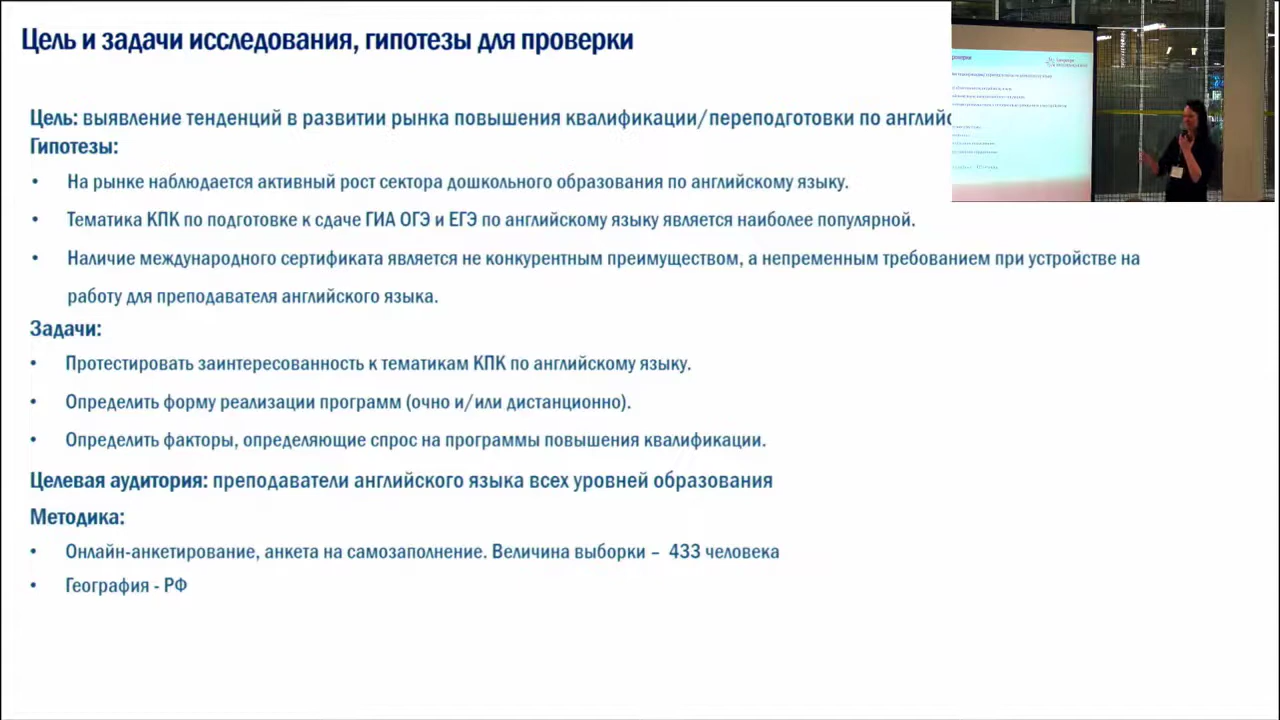 Цель и задачи исследования, гипотезы для проверки
Цель: выявление тенденций в развитии рынка повышения квалификации/переподготовки по
Гипотезы:
• На рынке наблюдается активный рост сектора дошкольного образования по английскому языку.
• Тематика КПК по подготовке к сдаче ГИА ОГЭ и ЕГЭ по английскому языку является наиболее популярной.
• Наличие международного сертификата является не конкурентным преимуществом, а непременным требованием при устройстве на
работу для преподавателя английского языка.
Задачи:
• Протестировать заинтересованность к тематикам КПК по английскому языку.
• Определить форму реализации программ (очно и/или дистанционно).
• Определить факторы, определяющие спрос на программы повышения квалификации.
Целевая аудитория: преподаватели английского языка всех уровней образования
Методика:
• Онлайн-анкетирование, анкета на самозаполнение. Величина выборки – 433 человека
• География - РФ